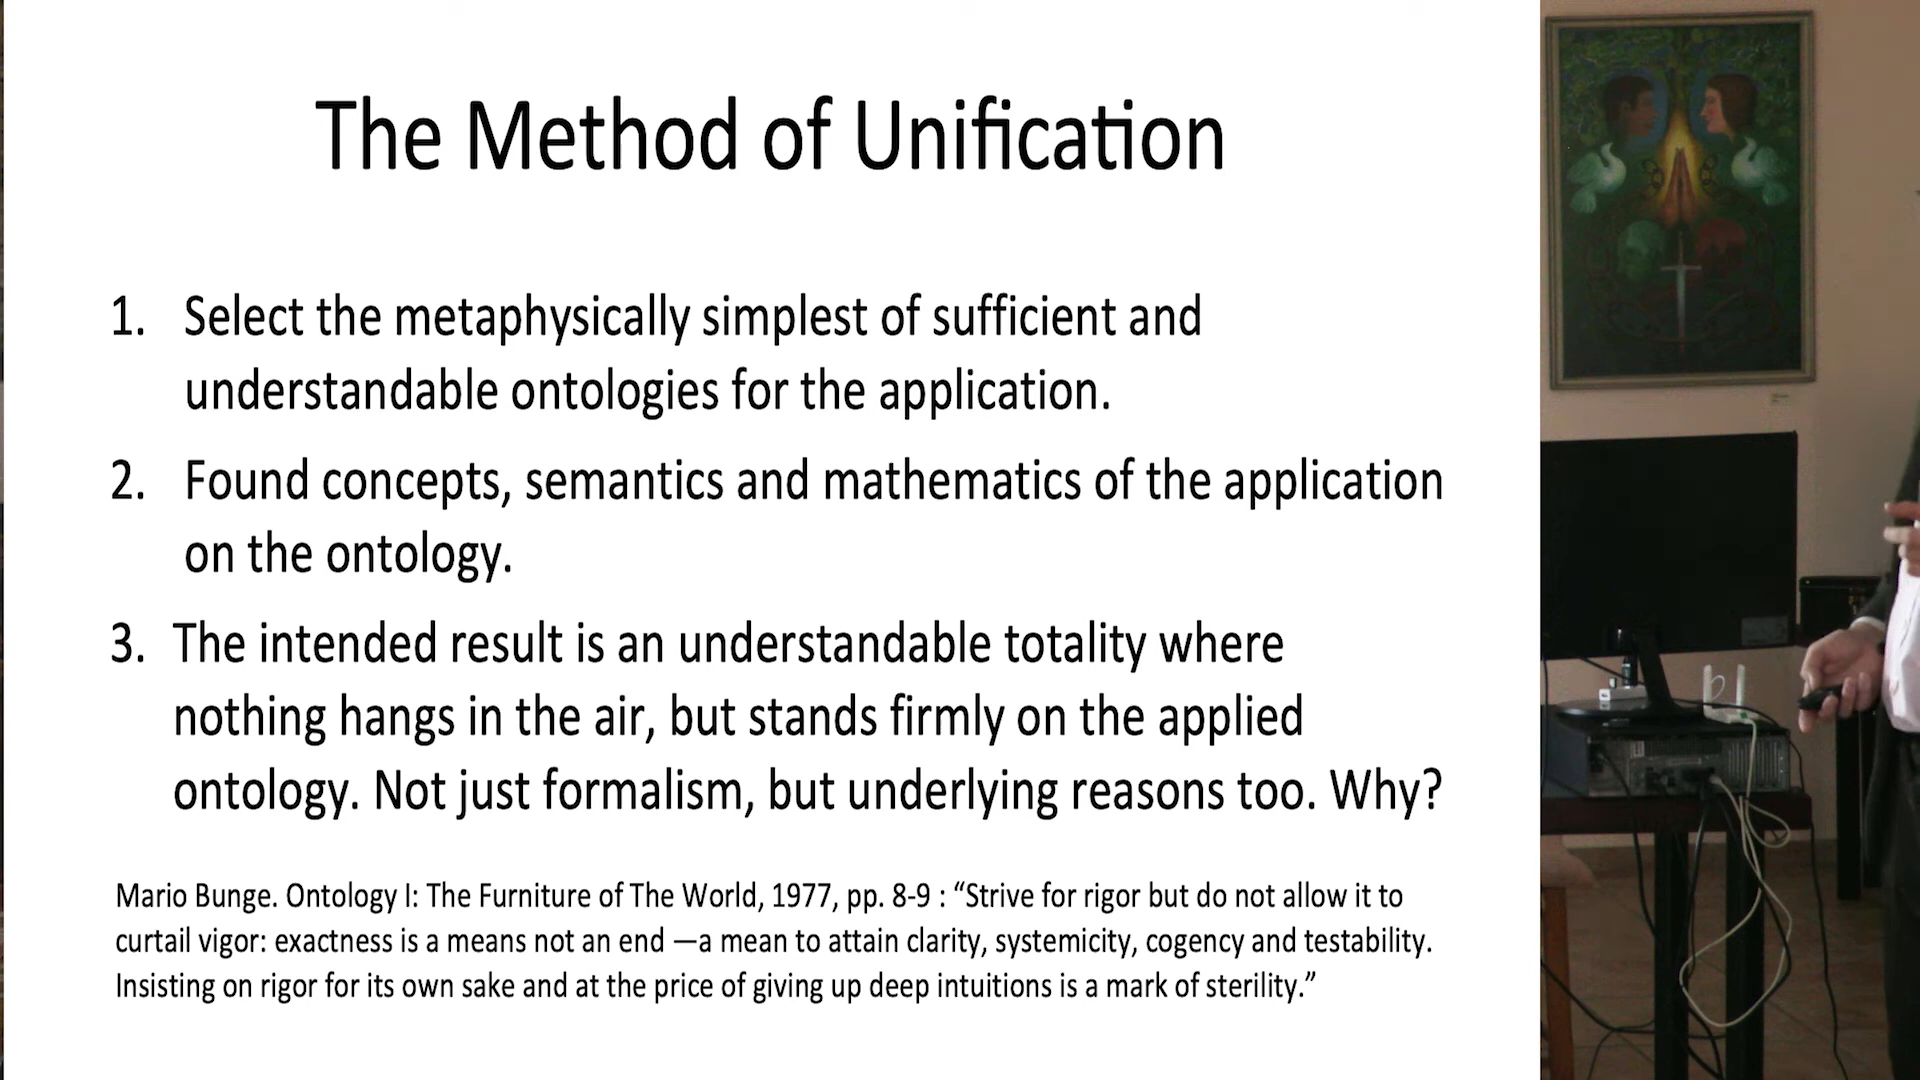 The Method of Unification
1. Select the metaphysically simplest of sufficient and
understandable ontologies for the application.
2. Found concepts, semantics and mathematics of the application
on the ontology.
3. The intended result is an understandable totality where
nothing hangs in the air, but stands firmly on the applied
ontology. Not just formalism, but underlying reasons too. Why?
Mario Bunge. Ontology I: The Furniture of The World, 1977, pp. 8-9 : “Strive for rigor but do not allow it to
curtail vigor: exactness is a means not an end —a mean to attain clarity, systemicity, cogency and testability.
Insisting on rigor for its own sake and at the price of giving up deep intuitions is a mark of sterility.”